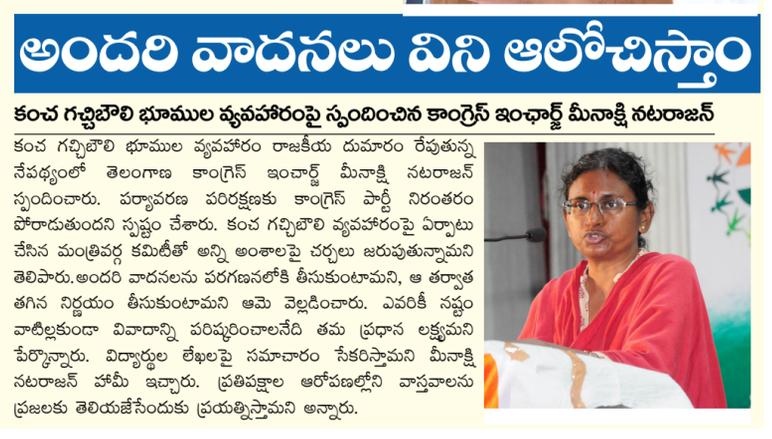 అందరి వాదనలు విని ఆలోచిస్తాం
కంచ గచ్చిబౌలి భూముల వ్యవహారంపై స్పందించిన కాంగ్రెస్ ఇంఛార్జ్ మీనాక్షి నటరాజన్
కంచ గచ్చిబౌలి భూముల వ్యవహారం రాజకీయ దుమారం రేపుతున్న
నేపథ్యంలో తెలంగాణ కాంగ్రెస్ ఇంచార్జ్ మీనాక్షి నటరాజన్
స్పందించారు. పర్యావరణ పరిరక్షణకు కాంగ్రెస్ పార్టీ నిరంతరం
పోరాడుతుందని స్పష్టం చేశారు. కంచ గచ్చిబౌలి వ్యవహారంపై ఏర్పాటు
చేసిన మంత్రివర్గ కమిటీతో అన్ని అంశాలపై చర్చలు జరుపుతున్నామని
తెలిపారు.అందరి వాదనలను పరగణనలోకి తీసుకుంటామని, ఆ తర్వాత
తగిన నిర్ణయం తీసుకుంటామని ఆమె వెల్లడించారు. ఎవరికీ నష్టం
వాటిల్లకుండా వివాదాన్ని పరిష్కరించాలనేది తమ ప్రధాన లక్ష్యమని
పేర్కొన్నారు. విద్యార్థుల లేఖలపై సమాచారం సేకరిస్తామని మీనాక్షి
నటరాజన్ హామీ ఇచ్చారు. ప్రతిపక్షాల ఆరోపణల్లోని వాస్తవాలను
ప్రజలకు తెలియజేసేందుకు ప్రయత్నిస్తామని అన్నారు.